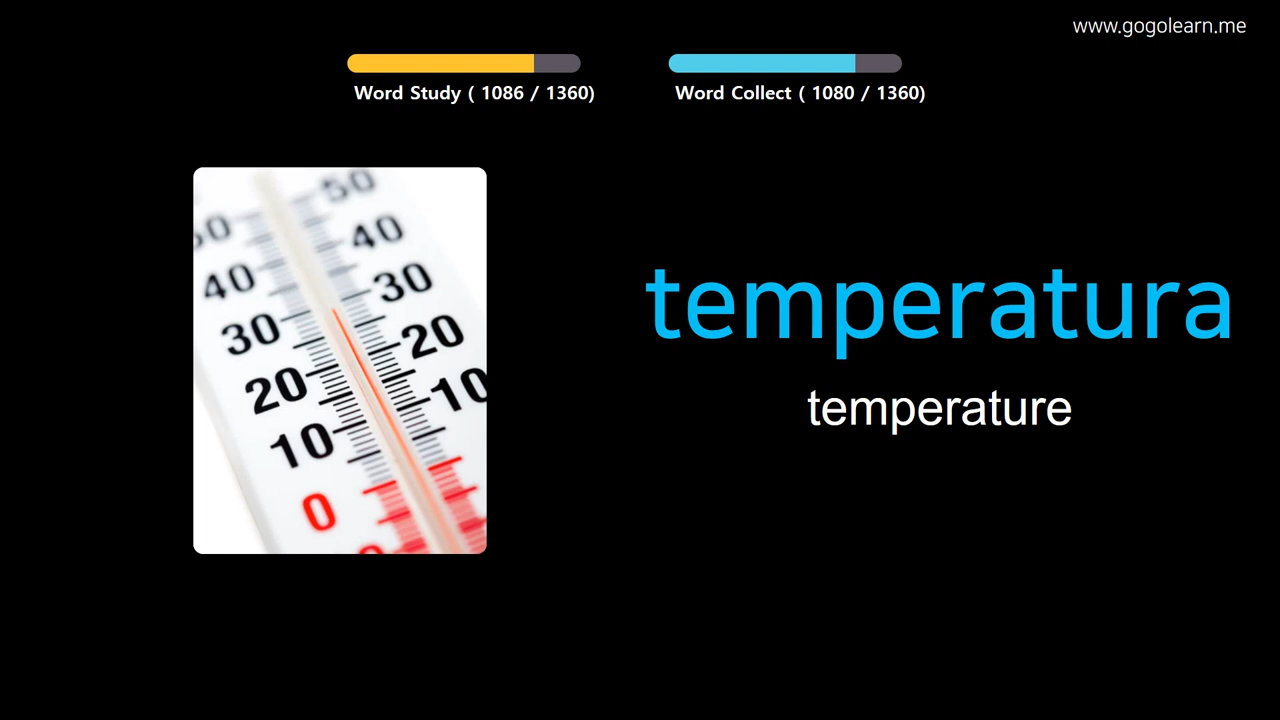 www.gogolearn.me
Word Study ( 1086 / 1360)
Word Collect ( 1080 / 1360)
50
50
40
40
30
30
20
20
10
10
0
temperatura
temperature